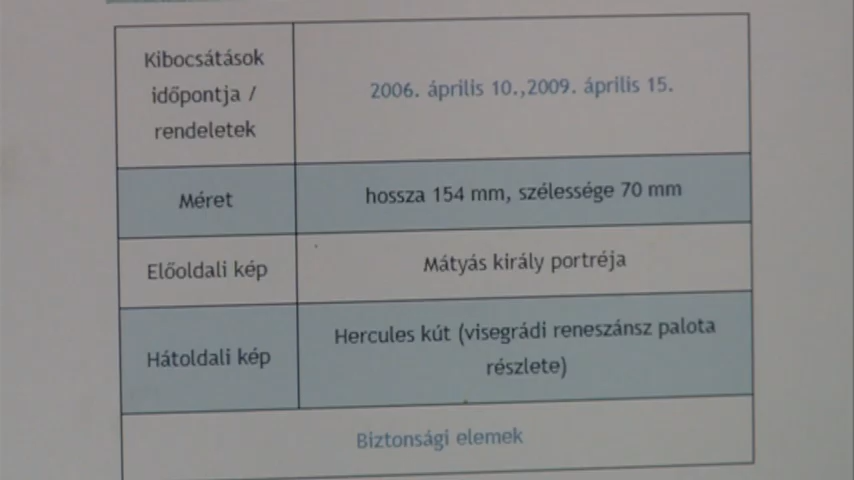 Kibocsátások
időpontja /
rendeletek
2006. április 10.,2009. április 15.
Méret
hossza 154 mm, szélessége 70 mm
Előoldali kép
Mátyás király portréja
Hátoldali kép
Hercules kút (visegrádi reneszánsz palota
részlete)
Biztonsági elemek